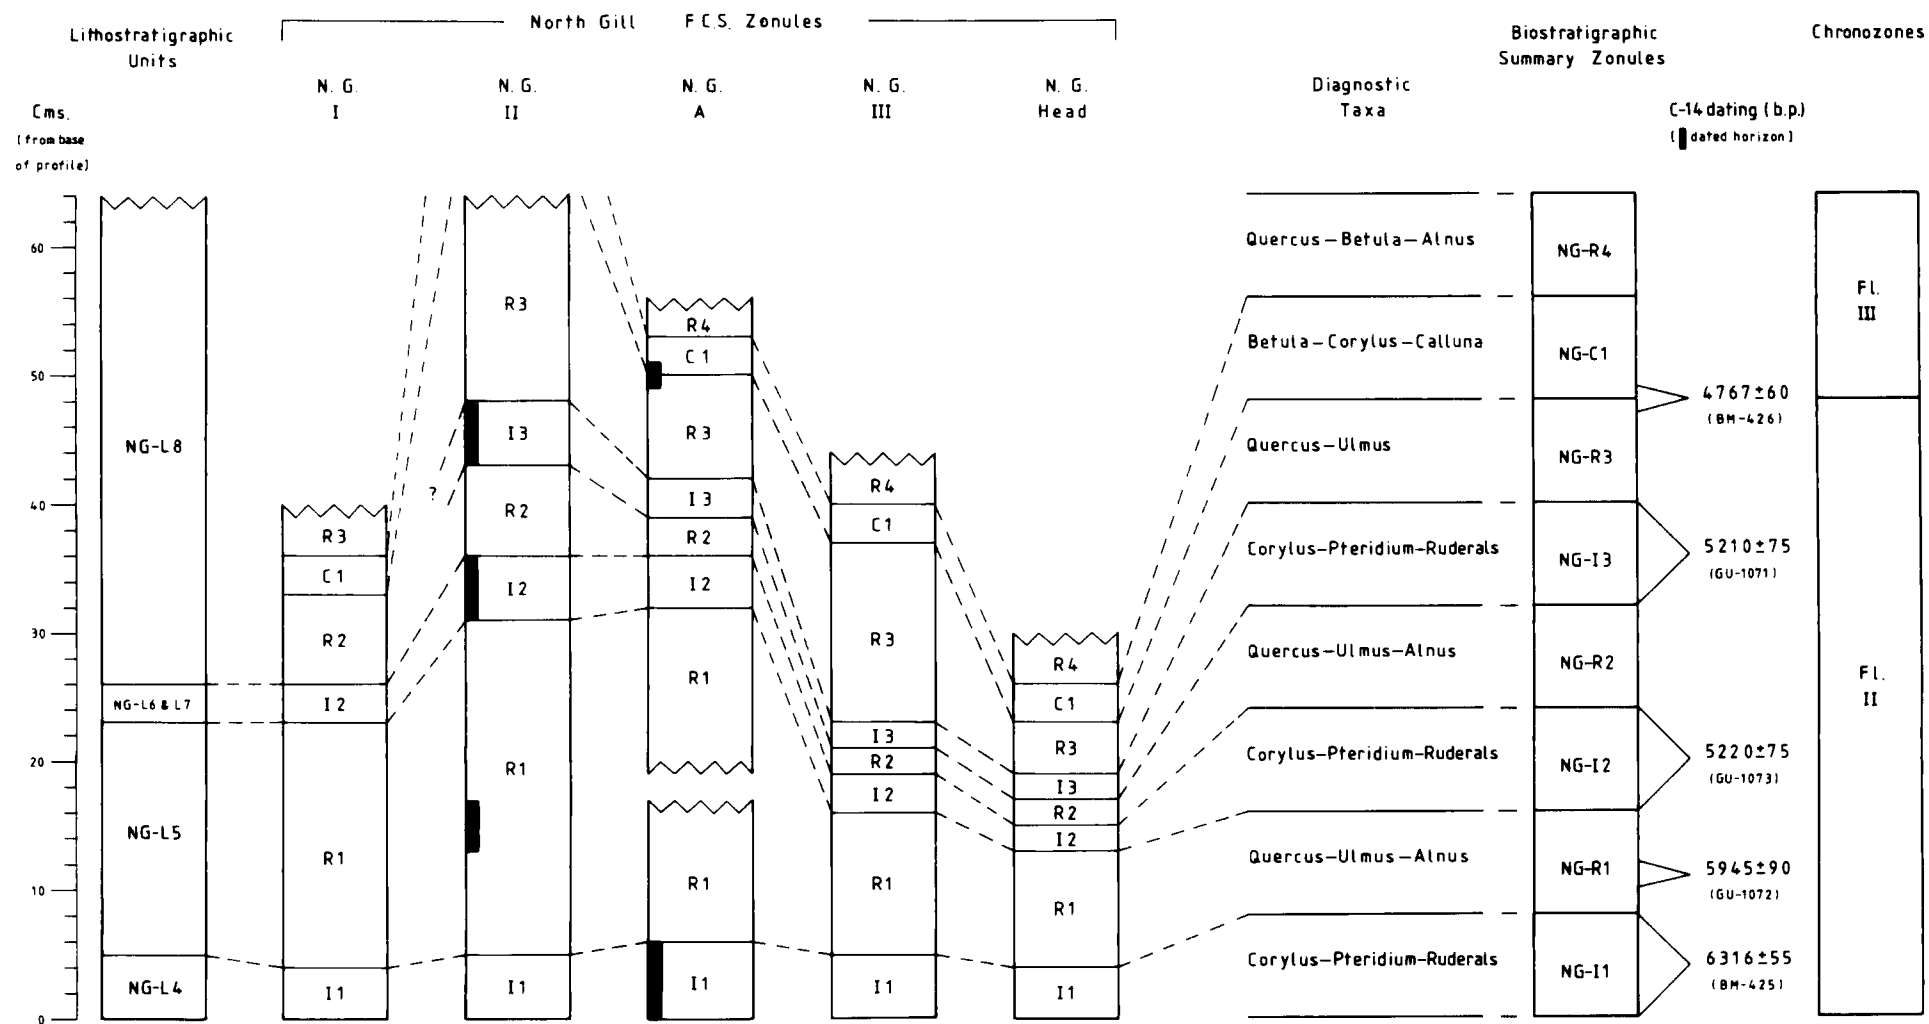 North Gill F.C.S. Zonules
Lithostratigraphic
Units
N. G.
I
N. G.
II
N. G.
A
N. G.
III
N. G.
Head
Diagnostic
Taxa
Biostratigraphic
Summary Zonules
Chronozones
C-14 dating (b.p.)
[ dated horizon ]
Cms.
(from base
of profile)
60
50
40
30
20
10
0
NG-L8
NG-L6 & L7
NG-L5
NG-L4
R3
C1
R2
I2
R1
I1
?
R3
I3
R2
I2
R1
I1
R4
C1
R3
I3
R2
I2
R1
R1
I1
R4
C1
R3
I3
R2
I2
R1
I1
R4
C1
R3
I3
R2
I2
R1
I1
Quercus-Betula-Alnus
Betula-Corylus-Calluna
Quercus-Ulmus
Corylus-Pteridium-Ruderals
Quercus-Ulmus-Alnus
Corylus-Pteridium-Ruderals
Quercus-Ulmus-Alnus
Corylus-Pteridium-Ruderals
NG-R4
NG-C1
NG-R3
NG-I3
NG-R2
NG-I2
NG-R1
NG-I1
4767±60
(BM-426)
5210±75
(GU-1071)
5220±75
(GU-1073)
5945±90
(GU-1072)
6316±55
(BM-425)
Fl.
III
Fl.
II